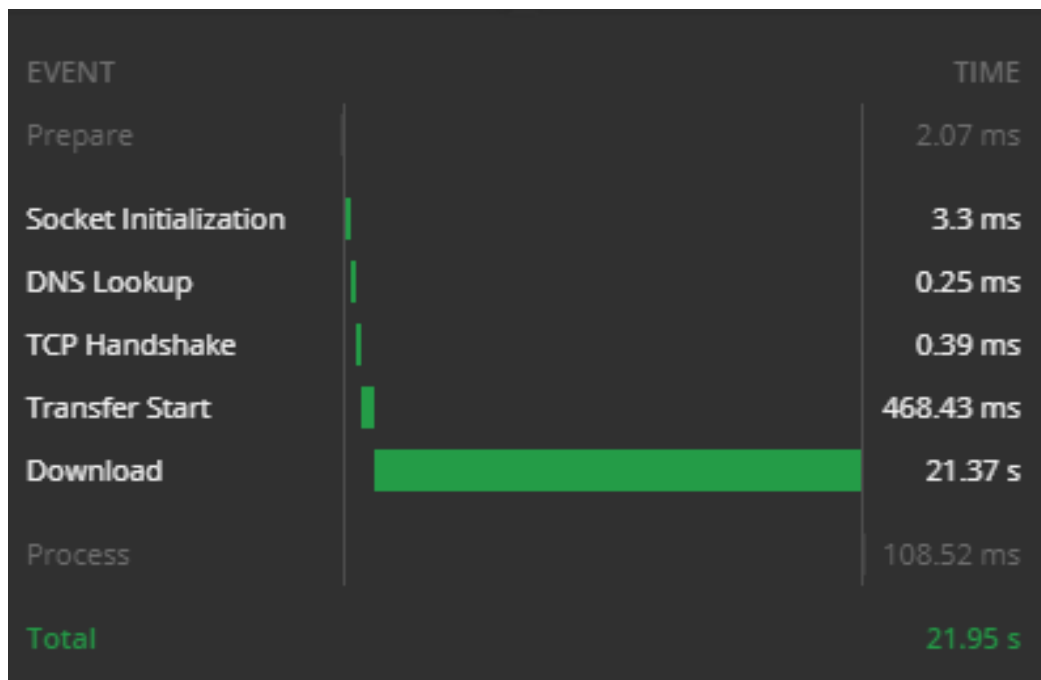 EVENT TIME
Prepare 2.07 ms
Socket Initialization 3.3 ms
DNS Lookup 0.25 ms
TCP Handshake 0.39 ms
Transfer Start 468.43 ms
Download 21.37 s
Process 108.52 ms
Total 21.95 s